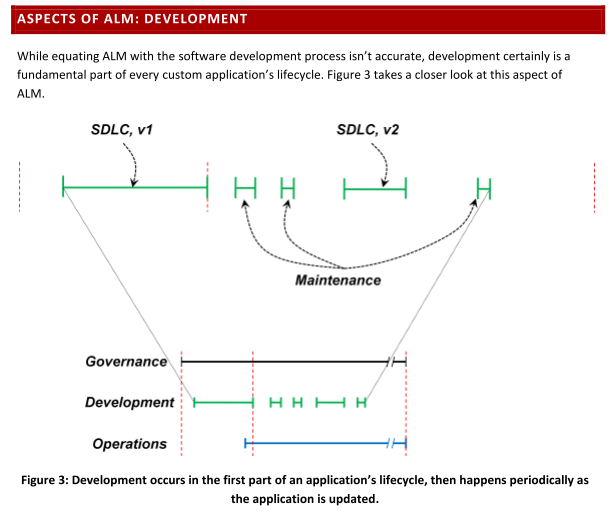 ASPECTS OF ALM: DEVELOPMENT
While equating ALM with the software development process isn’t accurate, development certainly is a
fundamental part of every custom application’s lifecycle. Figure 3 takes a closer look at this aspect of
ALM.
SDLC, v1
SDLC, v2
Maintenance
Governance
Development
Operations
Figure 3: Development occurs in the first part of an application’s lifecycle, then happens periodically as
the application is updated.